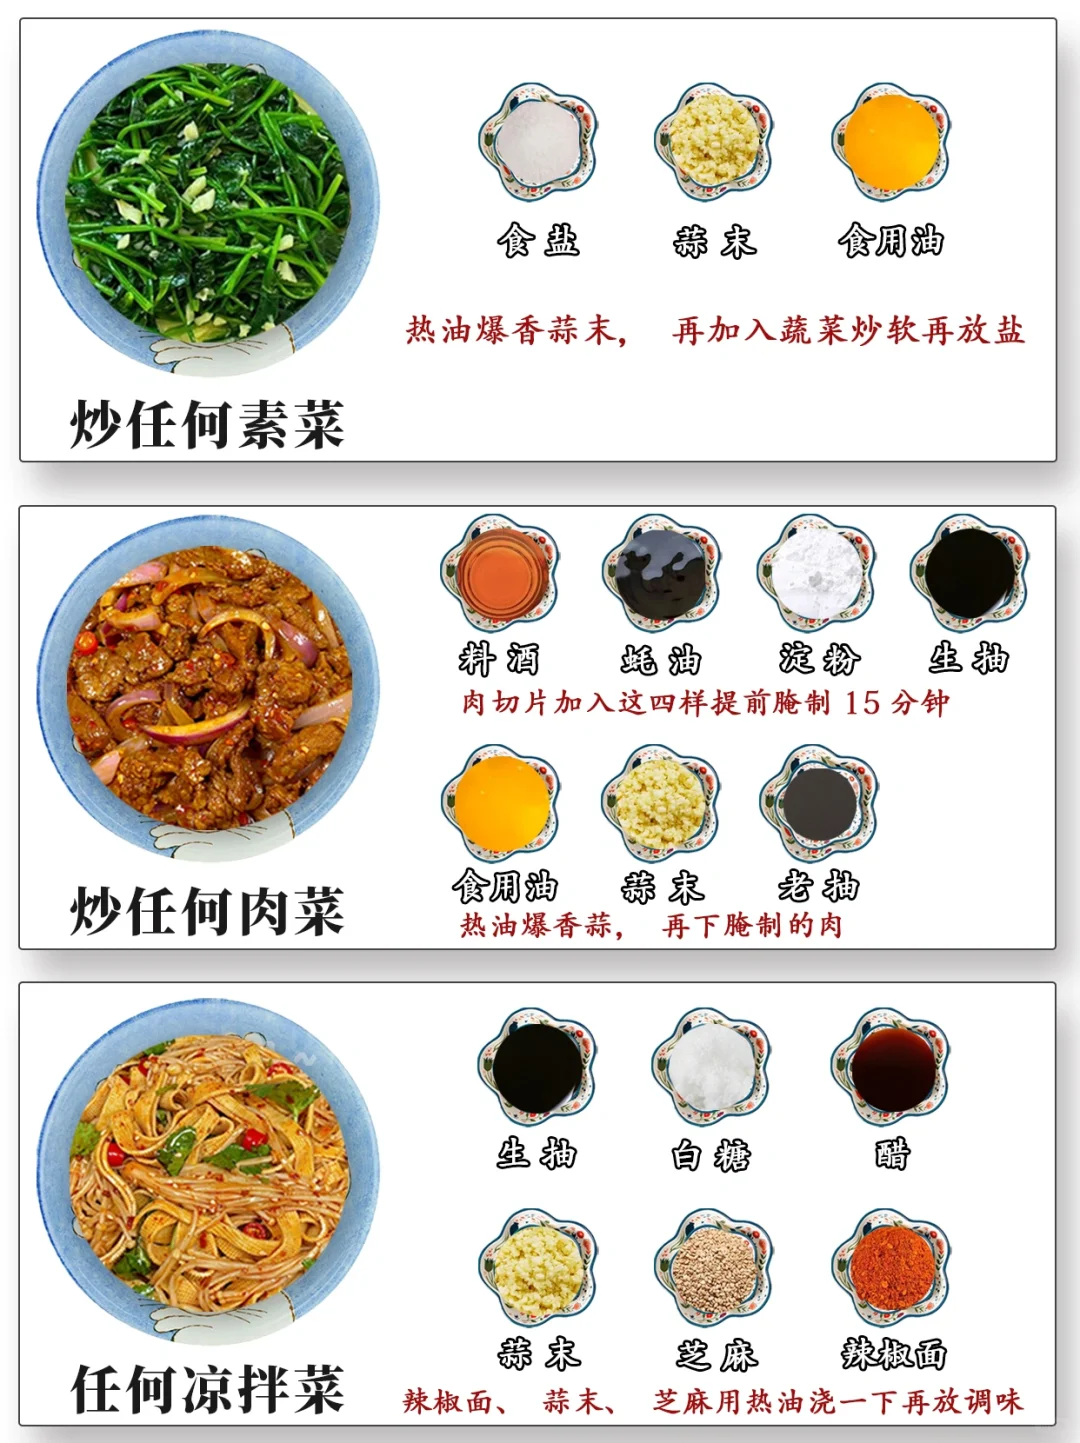 食盐 蒜末 食用油
热油爆香蒜末， 再加入蔬菜炒软再放盐
炒任何素菜
料酒 蚝油 淀粉 生抽
肉切片加入这四样提前腌制 15 分钟
食用油 蒜末 老抽
热油爆香蒜， 再下腌制的肉
炒任何肉菜
生抽 白糖 醋
蒜末 芝麻 辣椒面
辣椒面、 蒜末、 芝麻用热油浇一下再放调味
任何凉拌菜